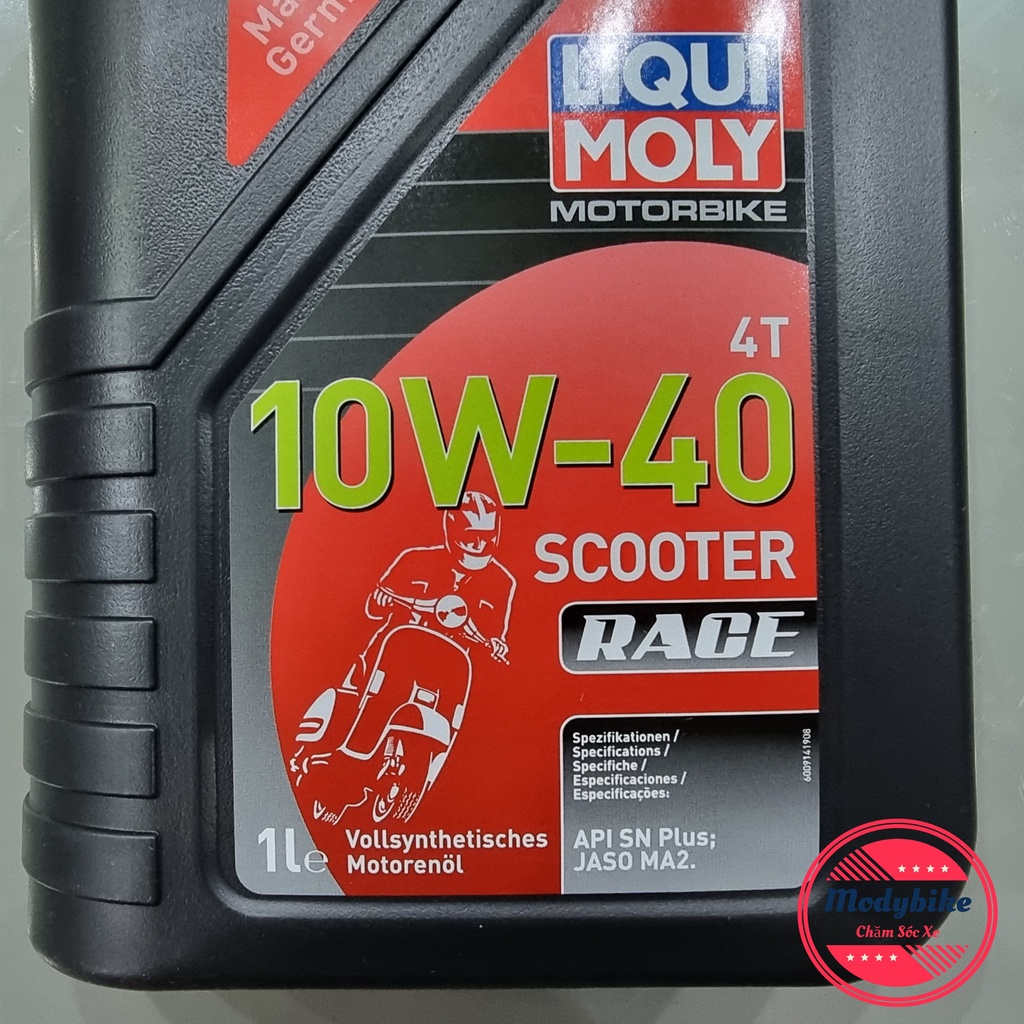 LIQUI
MOLY
MOTORBIKE
4T
10W-40
SCOOTER
RACE
Spezifikationen /
Specifications /
Specifiche /
Especificaciones /
Especificações:
6009141908
API SN Plus;
JASO MA2.
1L℮
Vollsynthetisches
Motorenöl
Modybike
Chăm Sóc Xe